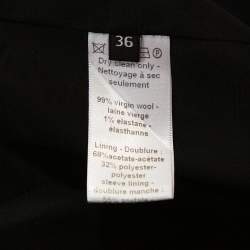 36
Dry clean only -
Nettoyage à sec
seulement
99% virgin wool -
laine vierge
1% elastane -
élasthanne
Lining - Doublure :
68%acetate-acétate
32% polyester-
polyester
sleeve lining -
doublure manche :